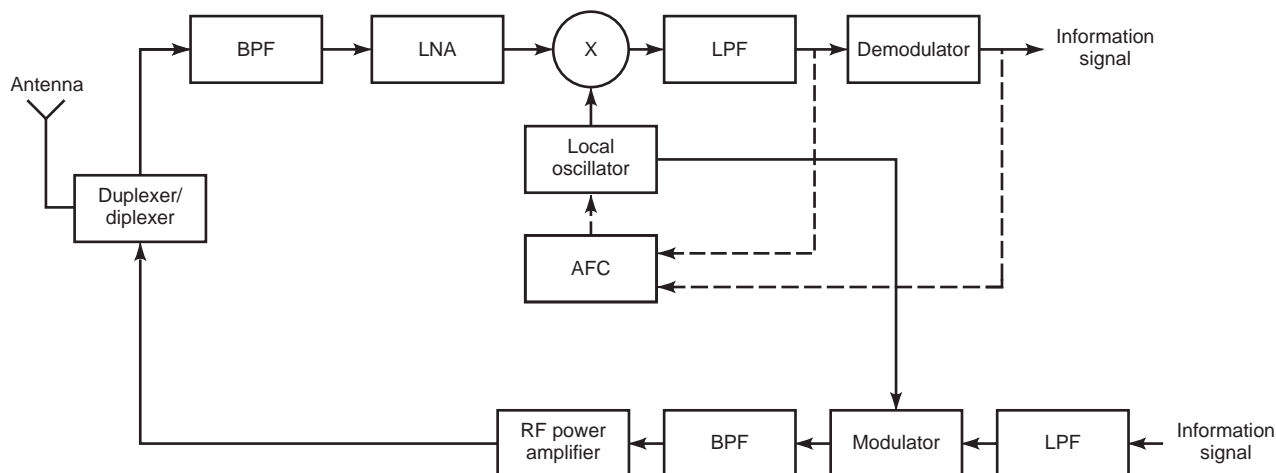 BPF
LNA
X
LPF
Demodulator
Information
signal
Antenna
Local
oscillator
Duplexer/
diplexer
AFC
RF power
amplifier
BPF
Modulator
LPF
Information
signal